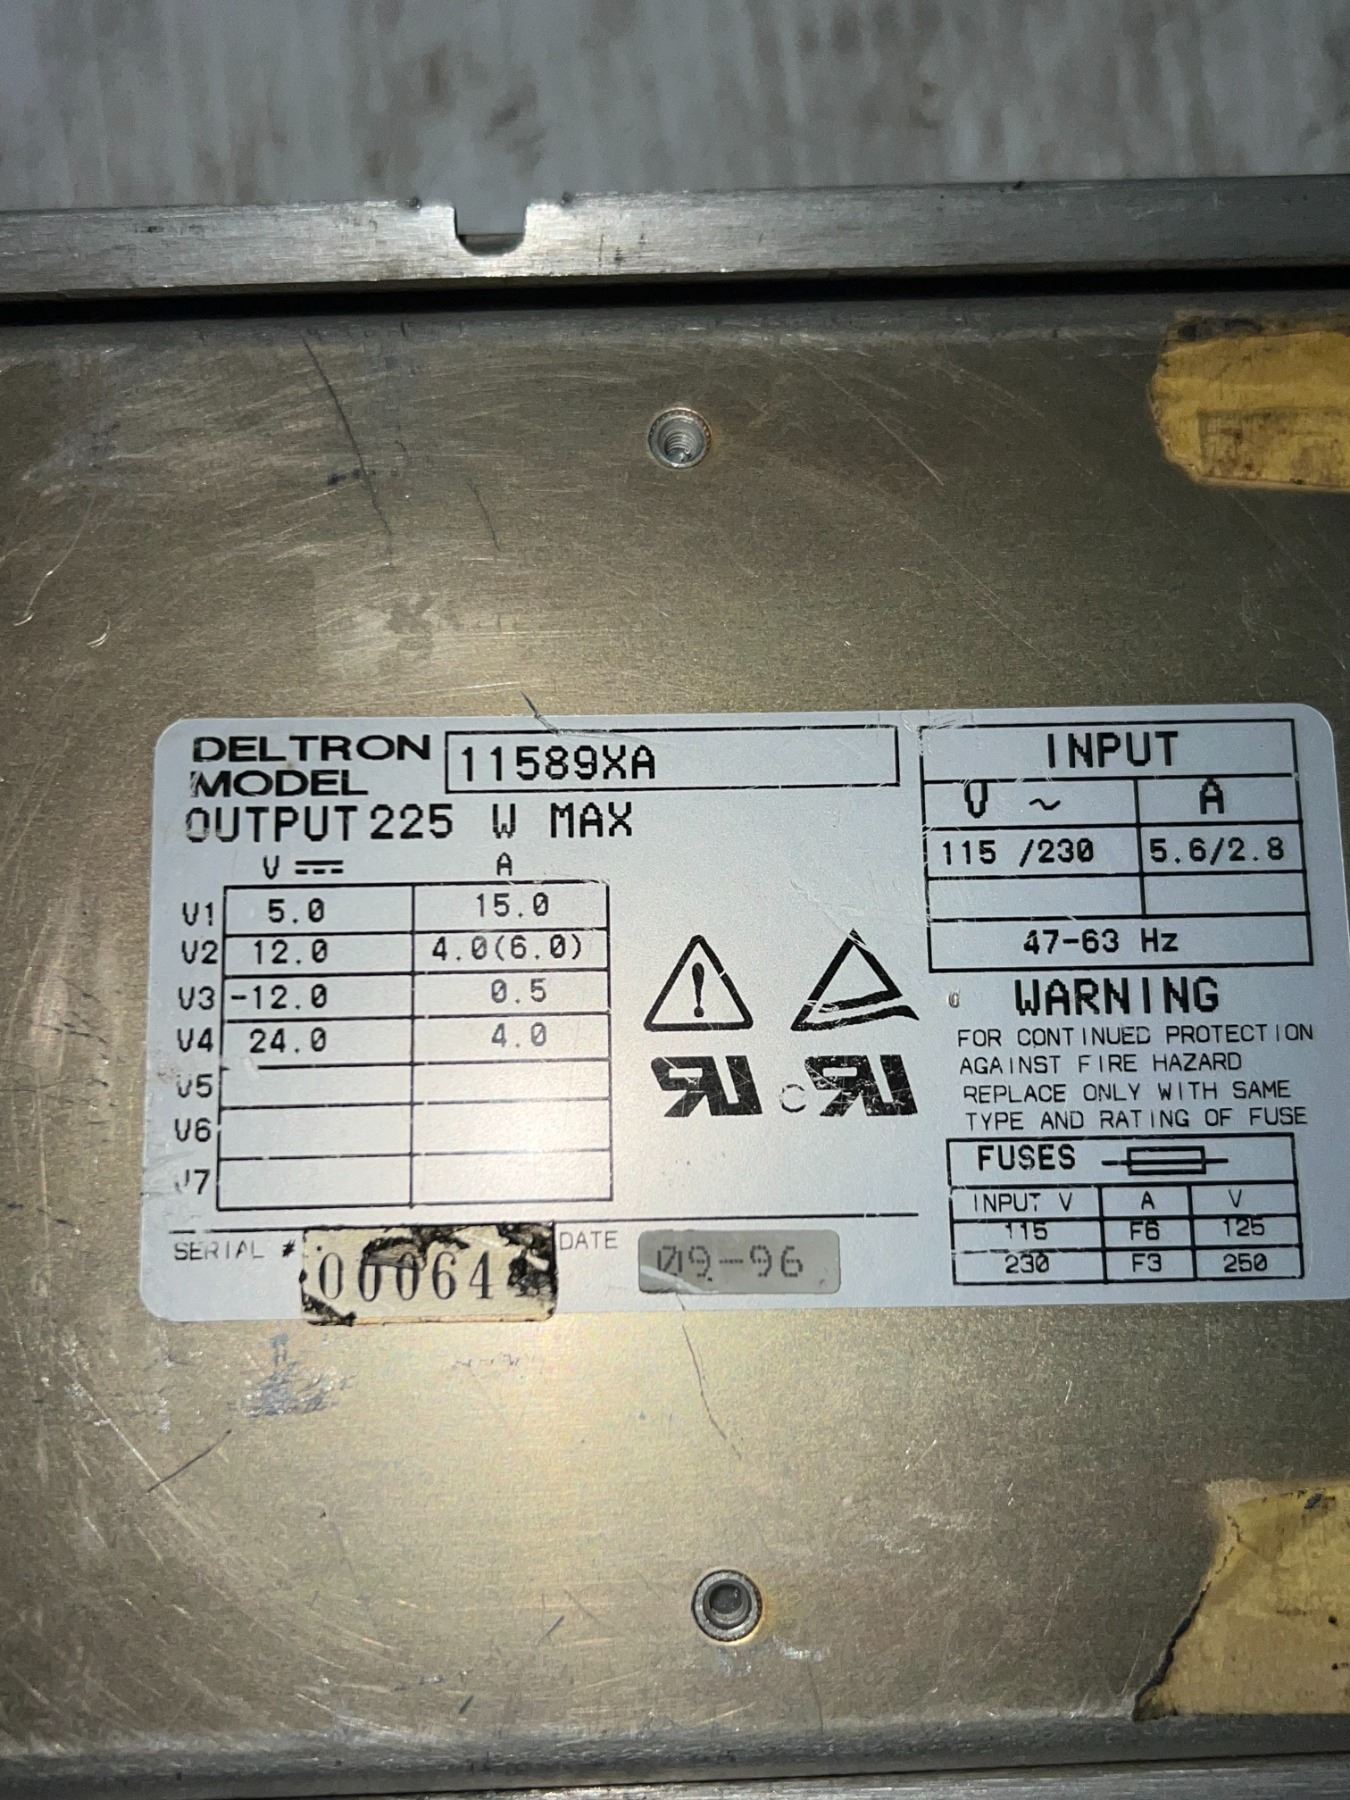 DELTRON
MODEL 11589XA
OUTPUT 225 W MAX
V A
V1 5.0 15.0
V2 12.0 4.0(6.0)
V3 -12.0 0.5
V4 24.0 4.0
V5
V6
V7
SERIAL # 00064
DATE 09-96
INPUT
V ~ A
115 /230 5.6/2.8
47-63 Hz
WARNING
FOR CONTINUED PROTECTION
AGAINST FIRE HAZARD
REPLACE ONLY WITH SAME
TYPE AND RATING OF FUSE
FUSES
INPUT V A V
115 F6 125
230 F3 250